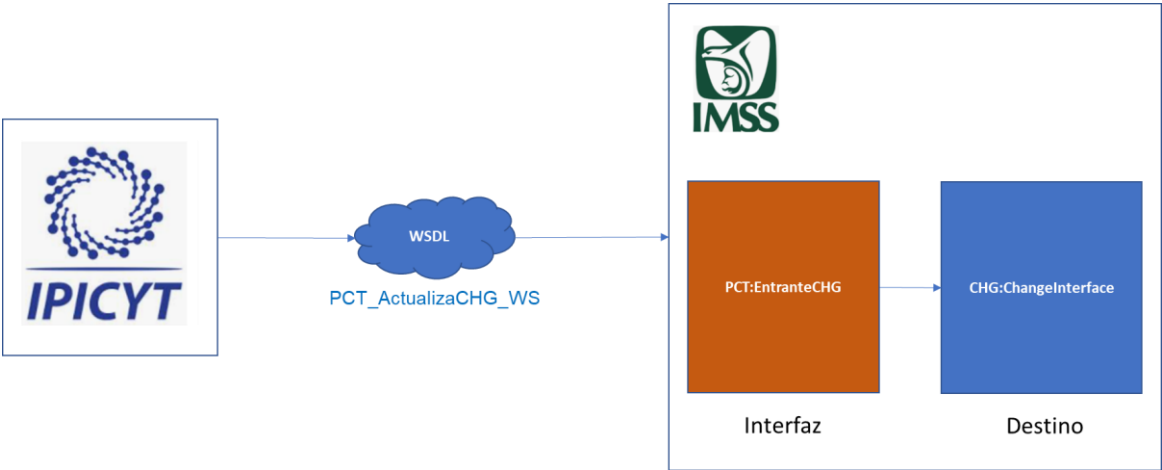 IPICYT
WSDL
PCT_ActualizaCHG_WS
IMSS
PCT:EntranteCHG
CHG:ChangeInterface
Interfaz
Destino